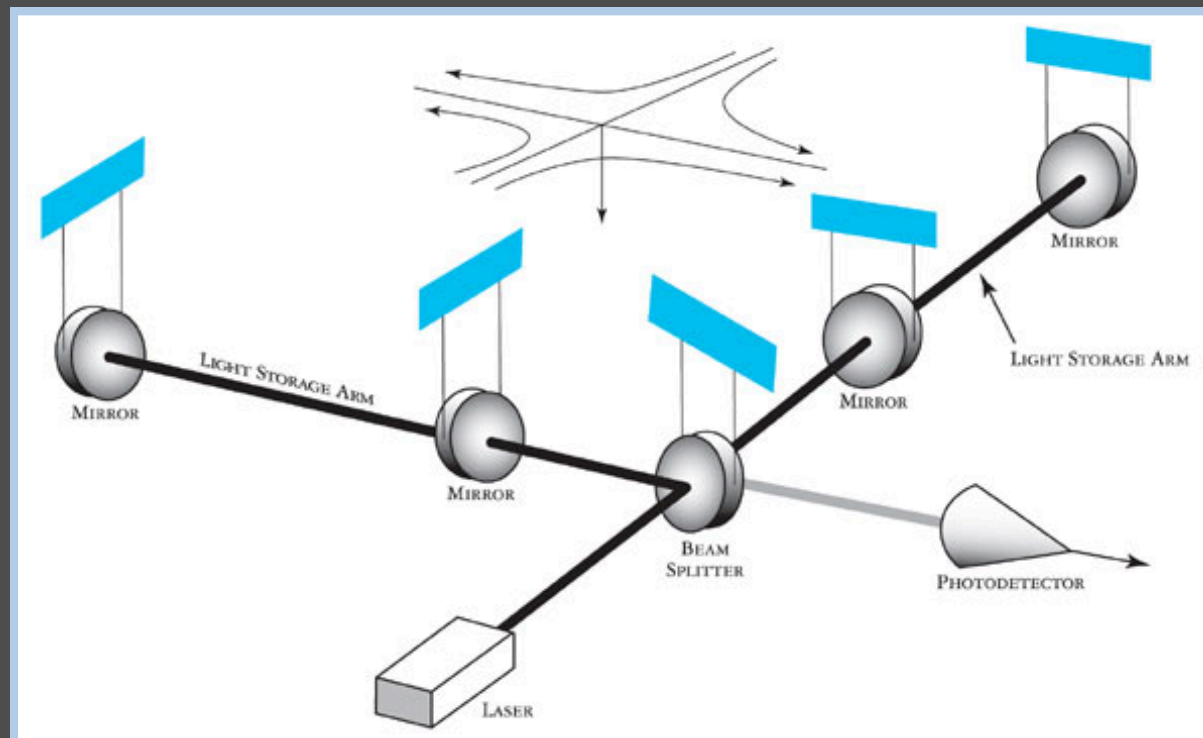 MIRROR
LIGHT STORAGE ARM
LIGHT STORAGE ARM
MIRROR
MIRROR
MIRROR
BEAM
SPLITTER
PHOTODETECTOR
LASER